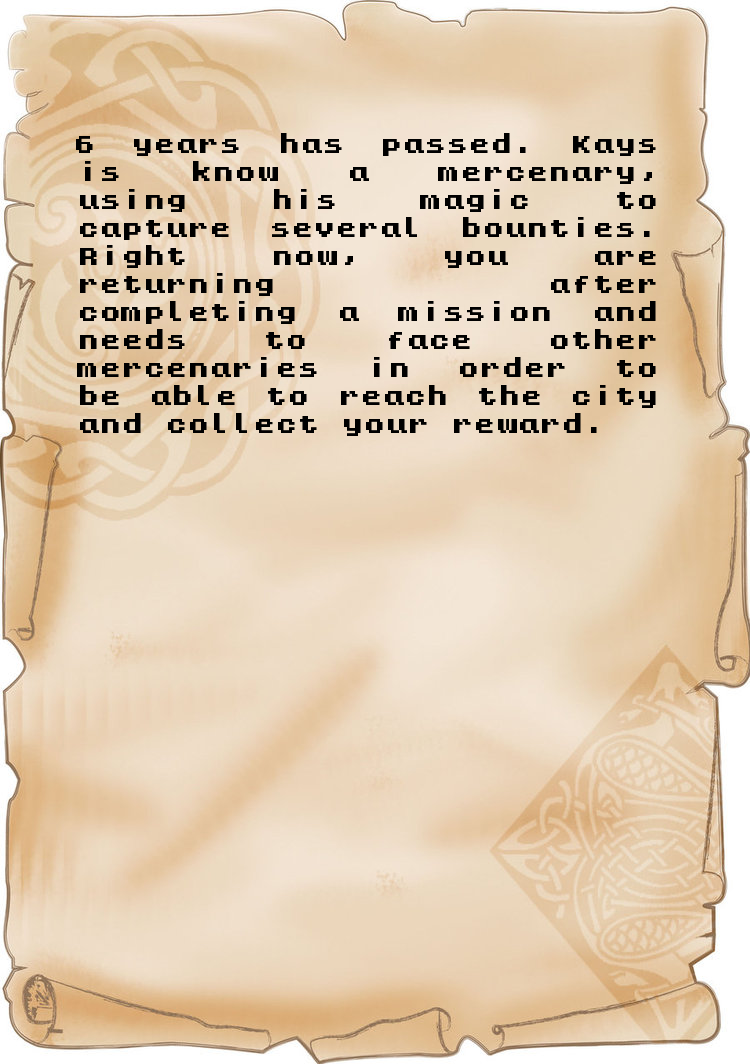 6 years has passed. Kays
is know a mercenary,
using his magic to
capture several bounties.
Right now, you are
returning after
completing a mission and
needs to face other
mercenaries in order to
be able to reach the city
and collect your reward.